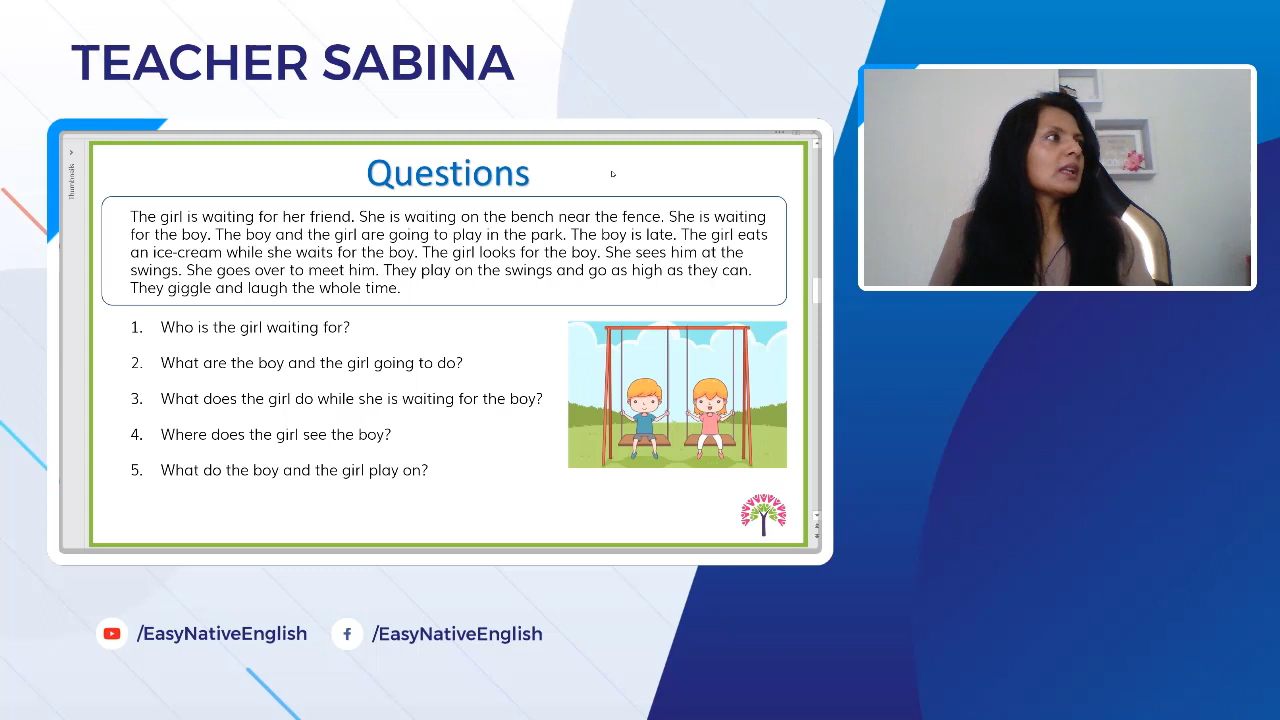 TEACHER SABINA
Thumbnails
Questions
The girl is waiting for her friend. She is waiting on the bench near the fence. She is waiting
for the boy. The boy and the girl are going to play in the park. The boy is late. The girl eats
an ice-cream while she waits for the boy. The girl looks for the boy. She sees him at the
swings. She goes over to meet him. They play on the swings and go as high as they can.
They giggle and laugh the whole time.
1. Who is the girl waiting for?
2. What are the boy and the girl going to do?
3. What does the girl do while she is waiting for the boy?
4. Where does the girl see the boy?
5. What do the boy and the girl play on?
/EasyNativeEnglish
/EasyNativeEnglish